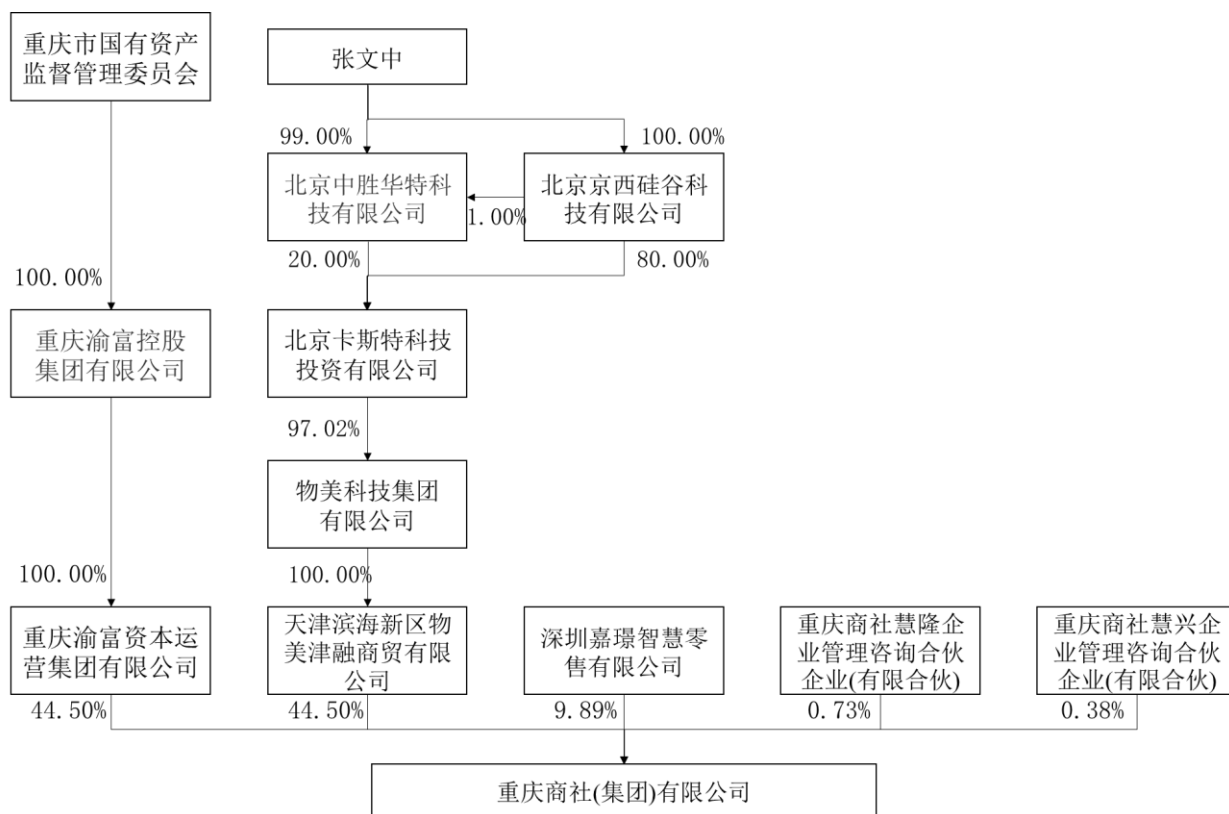 重庆市国有资产
监督管理委员会
张文中
99.00%
100.00%
北京中胜华特科
技有限公司
1.00%
北京京西硅谷科
技有限公司
20.00%
80.00%
100.00%
重庆渝富控股
集团有限公司
北京卡斯特科技
投资有限公司
97.02%
物美科技集团
有限公司
100.00%
100.00%
重庆渝富资本运
营集团有限公司
天津滨海新区物
美津融商贸有限
公司
深圳嘉璟智慧零
售有限公司
重庆商社慧隆企
业管理咨询合伙
企业(有限合伙)
重庆商社慧兴企
业管理咨询合伙
企业(有限合伙)
44.50%
44.50%
9.89%
0.73%
0.38%
重庆商社(集团)有限公司